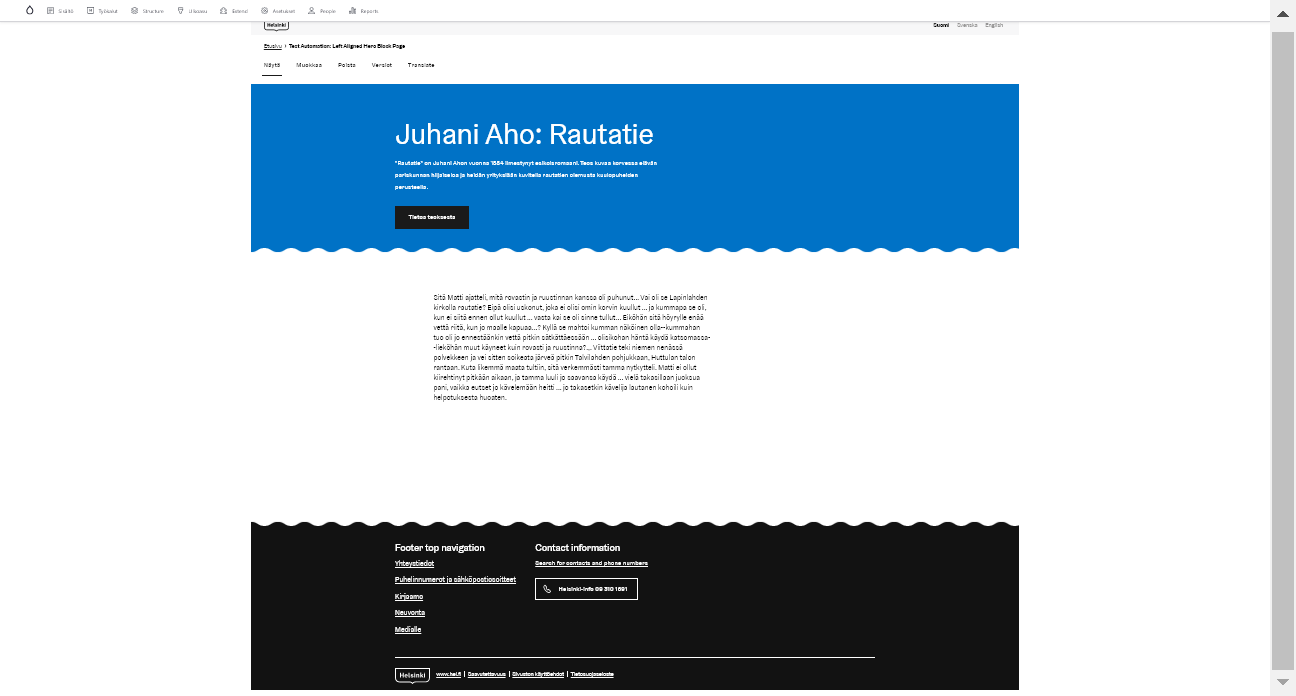 Sisältö Työkalut Structure Ulkoasu Extend Asetukset People Reports
Helsinki
Suomi Svenska English
Etusivu › Test Automation: Left Aligned Hero Block Page
Näytä Muokkaa Poista Versiot Translate
Juhani Aho: Rautatie
"Rautatie" on Juhani Ahon vuonna 1884 ilmestynyt esikoisromaani. Teos kuvaa korvessa elävän
pariskunnan hiljaiseloa ja heidän yrityksiään kuvitella rautatien olemusta kuulopuheiden
perusteella.
Tietoa teoksesta
Sitä Matti ajatteli, mitä rovastin ja ruustinnan kanssa oli puhunut... Vai oli se Lapinlahden
kirkolla rautatie? Eipä olisi uskonut, joka ei olisi omin korvin kuullut ... ja kummapa se oli,
kun ei siitä ennen ollut kuullut ... vasta kai se oli sinne tullut... Eiköhän sitä höyrylle enää
vettä riitä, kun jo maalle kapuaa...? Kyllä se mahtoi kumman näköinen olla--kummahan
tuo oli jo ennestäänkin vettä pitkin sätkättäessään ... olisikohan häntä käydä katsomassa-
-lieköhän muut käyneet kuin rovasti ja ruustinna?... Viittatie teki niemen nenässä
polvekkeen ja vei sitten soikeata järveä pitkin Talvilahden pohjukkaan, Huttulan talon
rantaan. Kuta likemmä maata tultiin, sitä verkemmästi tamma nytkytteli. Matti ei ollut
kiirehtinyt pitkään aikaan, ja tamma luuli jo saavansa käydä ... vielä takasillaan juoksua
pani, vaikka eutset jo kävelemään heitti ... jo takasetkin kävelijä lautanen kohoili kuin
helpotuksesta huoaten.
Footer top navigation
Yhteystiedot
Puhelinnumerot ja sähköpostiosoitteet
Kirjaamo
Neuvonta
Medialle
Contact information
Search for contacts and phone numbers
Helsinki-info 09 310 1691
Helsinki www.hel.fi Saavutettavuus Sivuston käyttöehdot Tietosuojaseloste